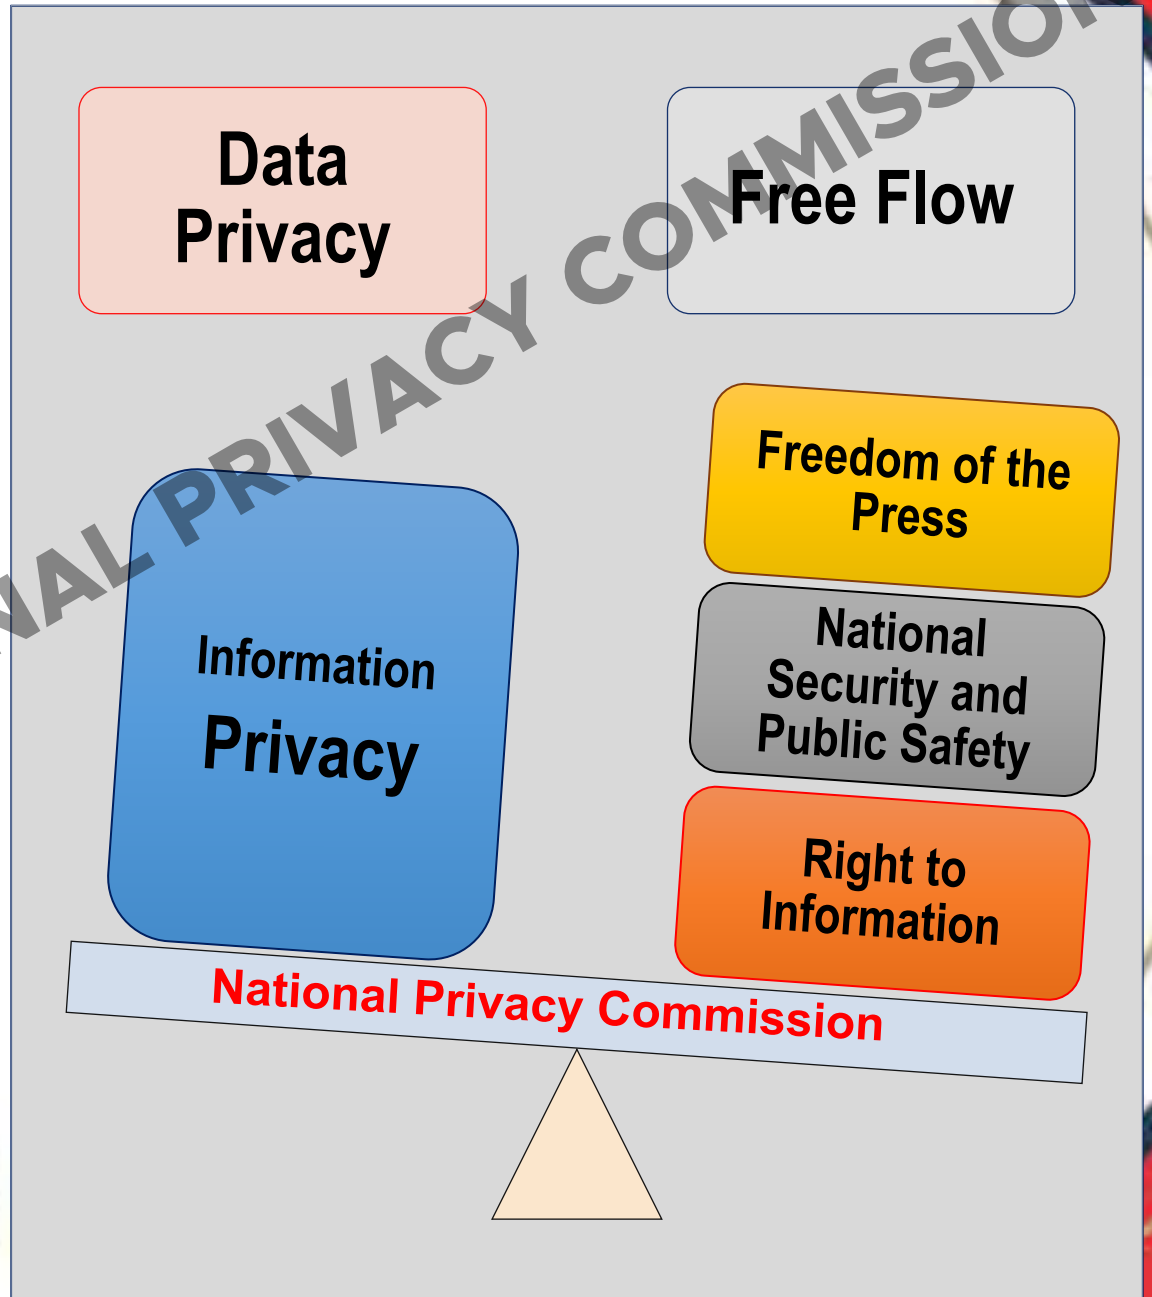 Data
Privacy
Free Flow
Freedom of the
Press
Information
Privacy
National
Security and
Public Safety
Right to
Information
National Privacy Commission
NAL PRIVACY COMMISSION